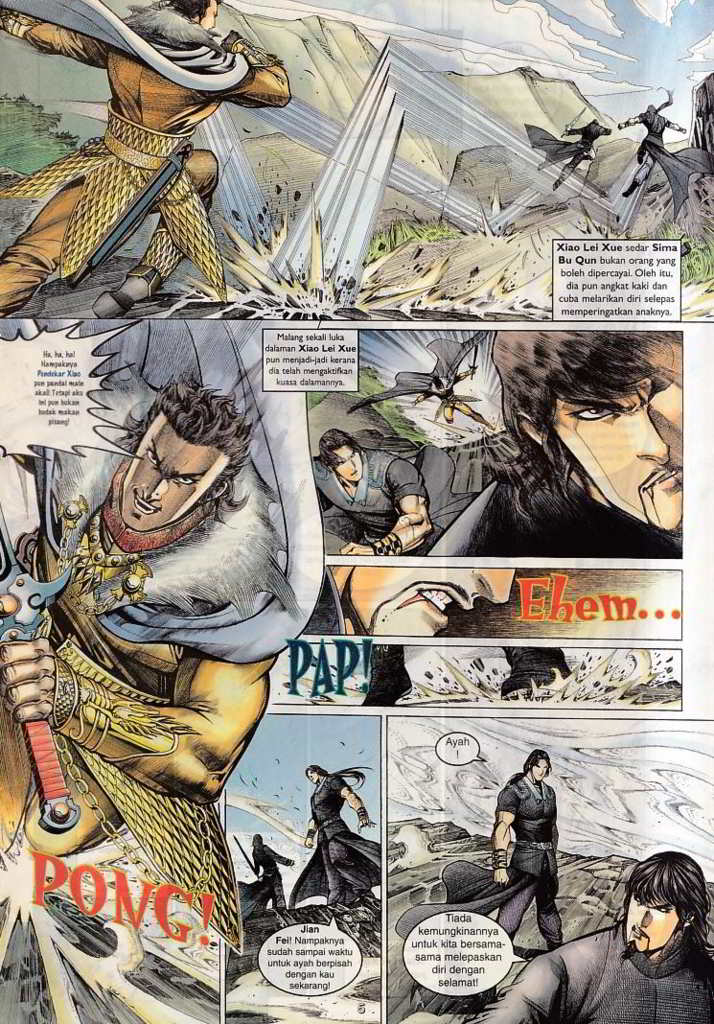 Xiao Lei Xue sedar Sima
Bu Qun bukan orang yang
boleh dipercayai. Oleh itu,
dia pun angkat kaki dan
cuba melarikan diri selepas
memperingatkan anaknya.
Ha, ha, ha!
Nampaknya
Pendekar Xiao
pun pandai main
akal! Tetapi aku
ini pun bukan
budak makan
pisang!
Malang sekali luka
dalaman Xiao Lei Xue
pun menjadi-jadi kerana
dia telah mengaktifkan
kuasa dalamannya.
Ehem...
PAP!
PONG!
Jian
Fei! Nampaknya
sudah sampai waktu
untuk ayah berpisah
dengan kau
sekarang!
Ayah
!
Tiada
kemungkinannya
untuk kita bersama-
sama melepaskan
diri dengan
selamat!
5